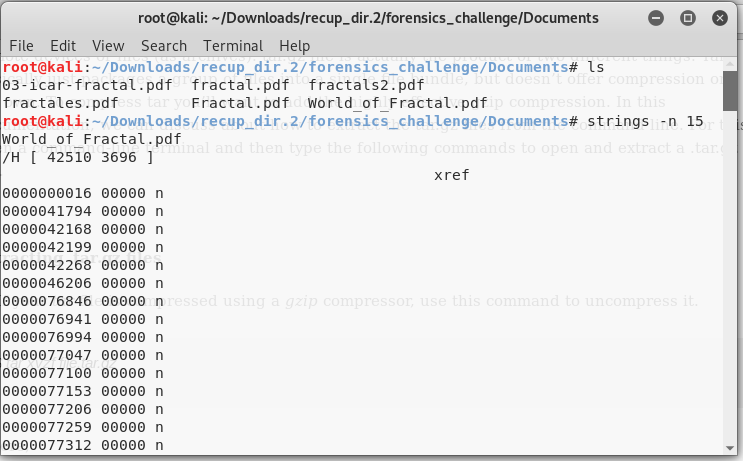 root@kali: ~/Downloads/recup_dir.2/forensics_challenge/Documents
File Edit View Search Terminal Help
root@kali:~/Downloads/recup_dir.2/forensics_challenge/Documents# ls
03-icar-fractal.pdf fractal.pdf fractals2.pdf
fractales.pdf Fractal.pdf World_of_Fractal.pdf
root@kali:~/Downloads/recup_dir.2/forensics_challenge/Documents# strings -n 15
World of Fractal.pdf
/H [ 42510 3696 ]
xref
0000000016 00000 n
0000041794 00000 n
0000042168 00000 n
0000042199 00000 n
0000042268 00000 n
0000046206 00000 n
0000076846 00000 n
0000076941 00000 n
0000076994 00000 n
0000077047 00000 n
0000077100 00000 n
0000077153 00000 n
0000077206 00000 n
0000077259 00000 n
0000077312 00000 n